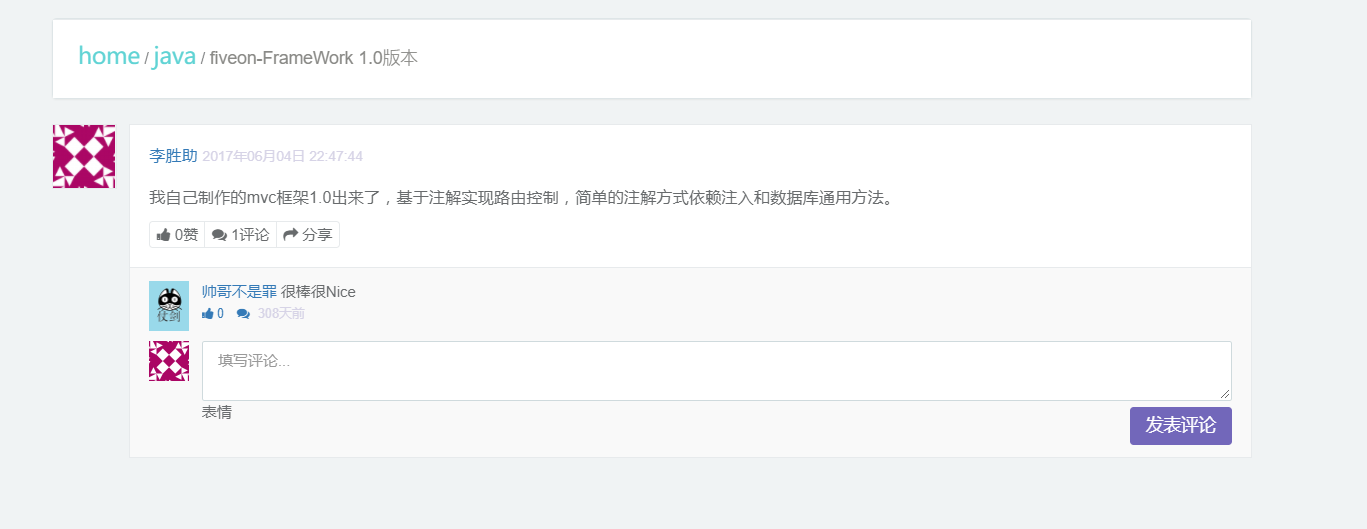 home / java / fiveon-FrameWork 1.0版本
李胜助 2017年06月04日 22:47:44
我自己制作的mvc框架1.0出来了，基于注解实现路由控制，简单的注解方式依赖注入和数据库通用方法。
0赞 1评论 分享
帅哥不是罪 很棒很Nice
仗剑
0 308天前
填写评论...
表情
发表评论